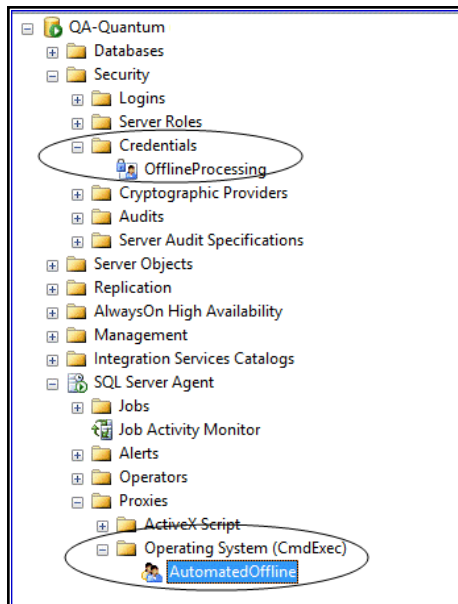 QA-Quantum
Databases
Security
Logins
Server Roles
Credentials
OfflineProcessing
Cryptographic Providers
Audits
Server Audit Specifications
Server Objects
Replication
AlwaysOn High Availability
Management
Integration Services Catalogs
SQL Server Agent
Jobs
Job Activity Monitor
Alerts
Operators
Proxies
ActiveX Script
Operating System (CmdExec)
AutomatedOffline